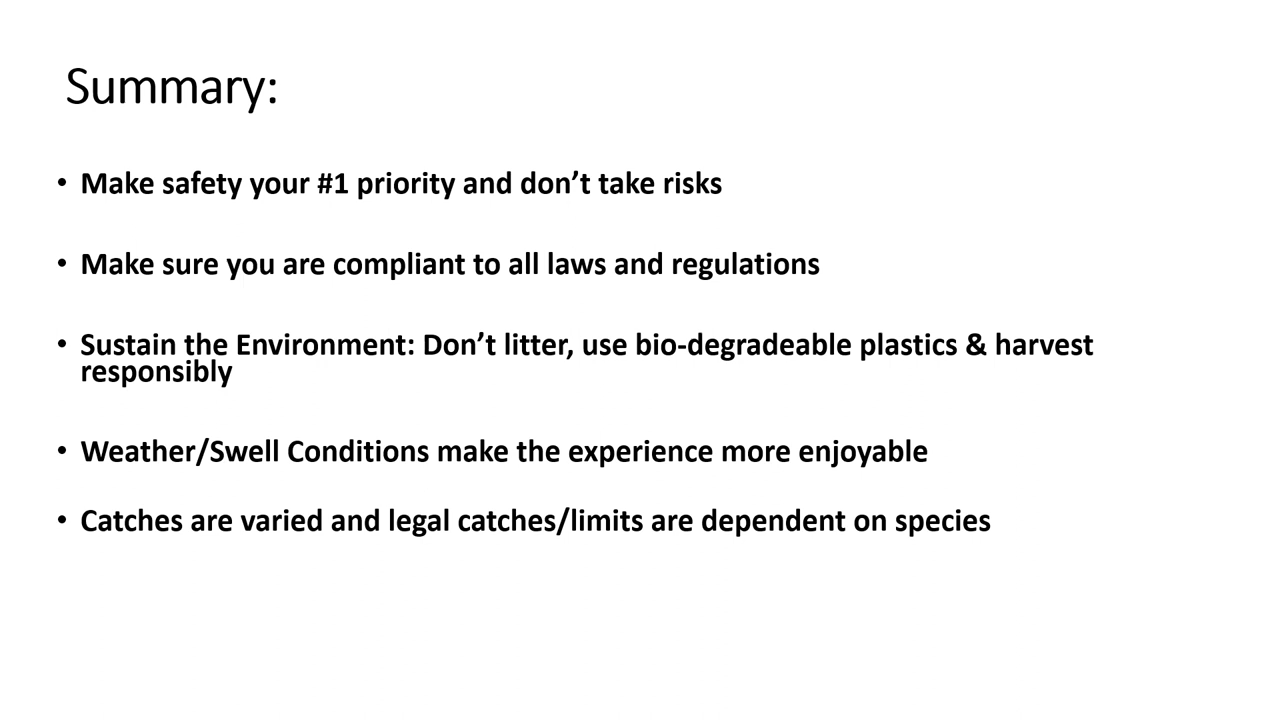 Summary:
• Make safety your #1 priority and don’t take risks
• Make sure you are compliant to all laws and regulations
• Sustain the Environment: Don’t litter, use bio-degradeable plastics & harvest
responsibly
• Weather/Swell Conditions make the experience more enjoyable
• Catches are varied and legal catches/limits are dependent on species